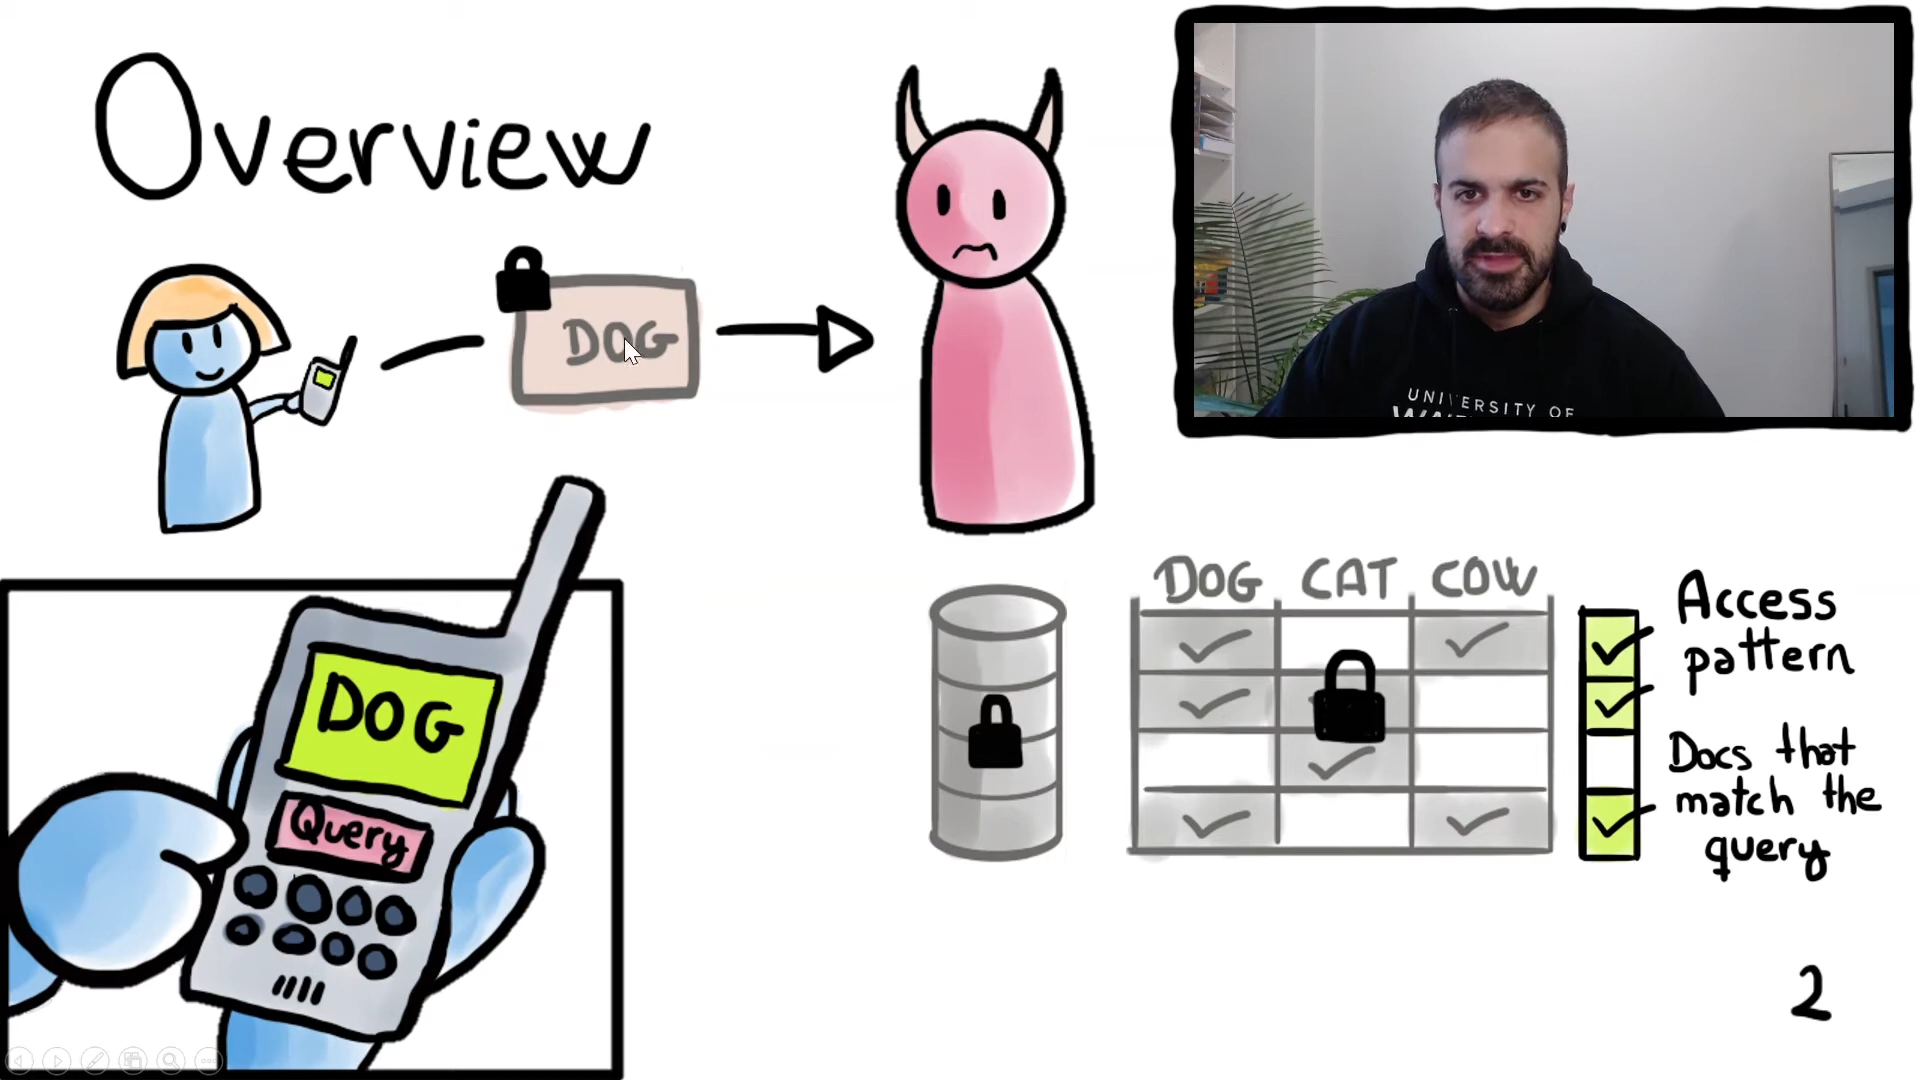 Overview
DOG
UNIVERSITY OF
DOG
Query
DOG CAT COW
Access
pattern
Docs that
match the
query
2